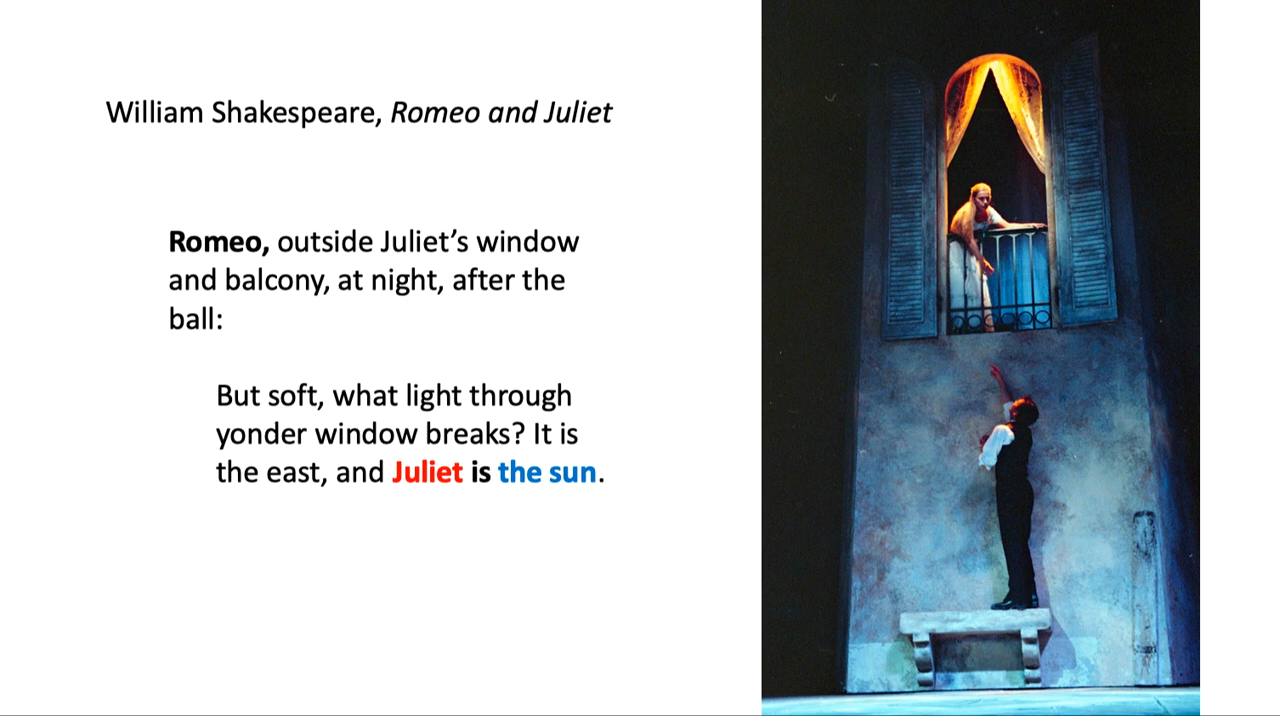 William Shakespeare, Romeo and Juliet
Romeo, outside Juliet’s window
and balcony, at night, after the
ball:
But soft, what light through
yonder window breaks? It is
the east, and Juliet is the sun.